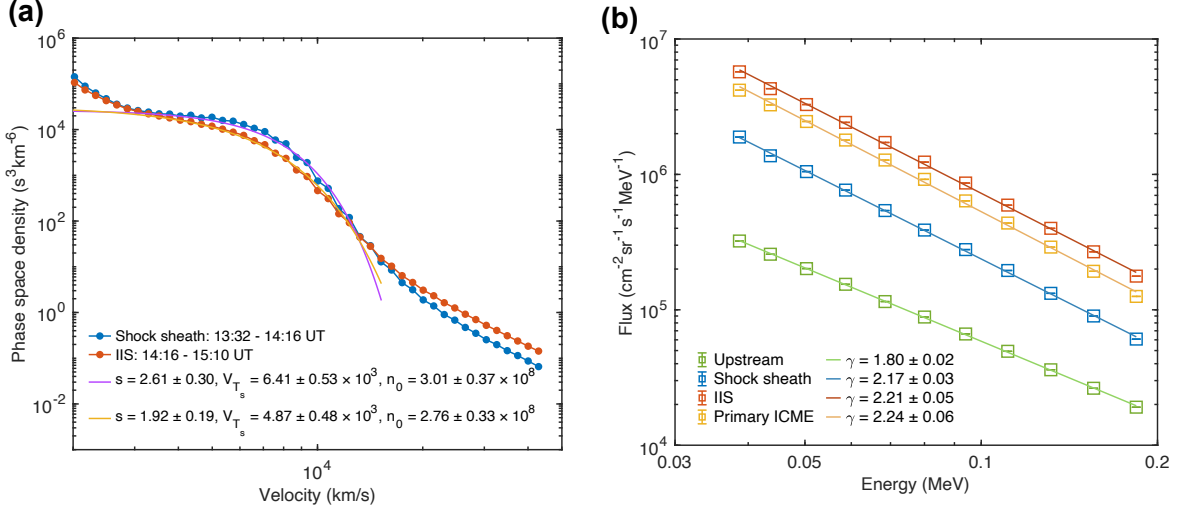 (a)
10^6
10^4
10^2
10^0
10^-2
Phase space density (s^3km^-6)
Shock sheath: 13:32 - 14:16 UT
IIS: 14:16 - 15:10 UT
s = 2.61 ± 0.30, V_T_s = 6.41 ± 0.53 × 10^3, n_0 = 3.01 ± 0.37 × 10^8
s = 1.92 ± 0.19, V_T_s = 4.87 ± 0.48 × 10^3, n_0 = 2.76 ± 0.33 × 10^8
10^4
Velocity (km/s)
(b)
10^7
10^6
10^5
10^4
Flux (cm^-2sr^-1s^-1MeV^-1)
Upstream γ = 1.80 ± 0.02
Shock sheath γ = 2.17 ± 0.03
IIS γ = 2.21 ± 0.05
Primary ICME γ = 2.24 ± 0.06
0.03 0.05 0.1 0.2
Energy (MeV)